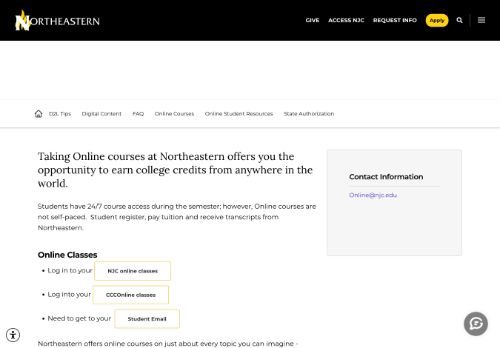 NORTHEASTERN
GIVE ACCESS NJC REQUEST INFO Apply
D2L Tips Digital Content FAQ Online Courses Online Student Resources State Authorization
Taking Online courses at Northeastern offers you the
opportunity to earn college credits from anywhere in the
world.
Students have 24/7 course access during the semester; however, Online courses are
not self-paced. Student register, pay tuition and receive transcripts from
Northeastern.
Online Classes
• Log in to your NJC online classes
• Log into your CCCOnline classes
• Need to get to your Student Email
Northeastern offers online courses on just about every topic you can imagine -
Contact Information
Online@njc.edu